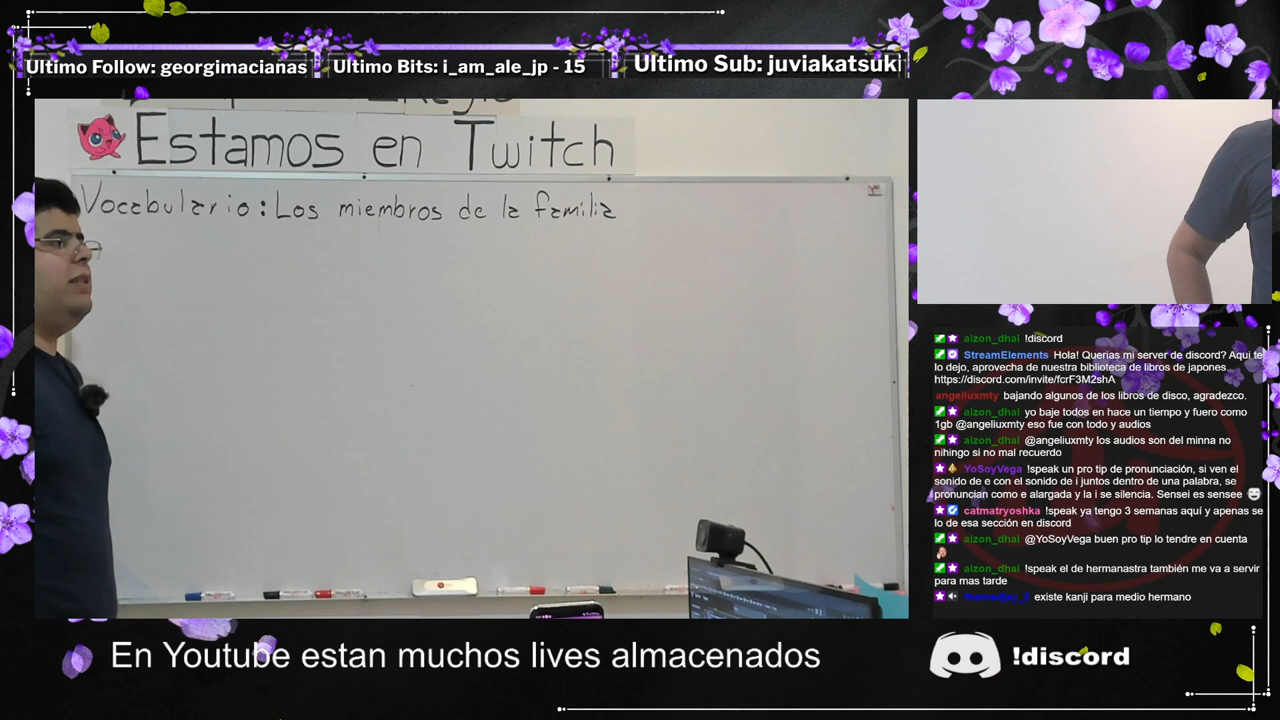 Ultimo Follow: georgimacianas
Ultimo Bits: i_am_ale_jp - 15
Ultimo Sub: juviakatsuki
Estamos en Twitch
Vocabulario: Los miembros de la familia
aizon_dhai !discord
StreamElements Hola! Querias mi server de discord? Aqui te
lo dejo, aprovecha de nuestra biblioteca de libros de japones.
https://discord.com/invite/fcrF3M2shA
angeliuxmty bajando algunos de los libros de disco, agradezco.
aizon_dhai yo baje todos en hace un tiempo y fuero como
1gb @angeliuxmty eso fue con todo y audios
aizon_dhai @angeliuxmty los audios son del minna no
nihingo si no mal recuerdo
YoSoyVega !speak un pro tip de pronunciación, si ven el
sonido de e con el sonido de i juntos dentro de una palabra, se
pronuncian como e alargada y la i se silencia. Sensei es sensee
catmatryoshka !speak ya tengo 3 semanas aquí y apenas se
lo de esa sección en discord
aizon_dhai @YoSoyVega buen pro tip lo tendre en cuenta
aizon_dhai !speak el de hermanastra también me va a servir
para mas tarde
existe kanji para medio hermano
En Youtube estan muchos lives almacenados
!discord